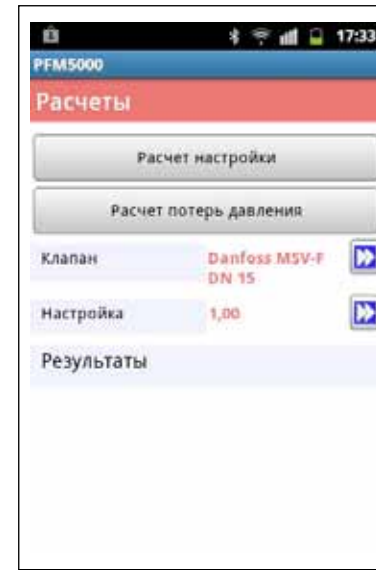 17:33
PFM5000
Расчеты
Расчет настройки
Расчет потерь давления
Клапан
Danfoss MSV-F
DN 15
Настройка
1,00
Результаты